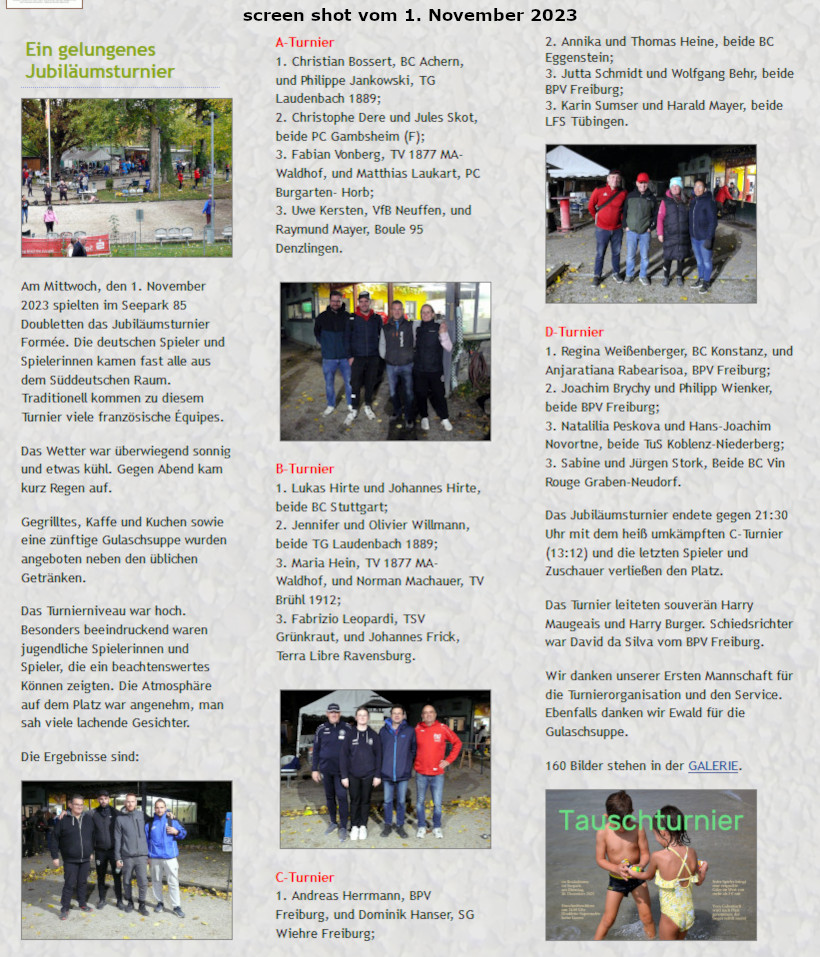 screen shot vom 1. November 2023
Ein gelungenes
Jubiläumsturnier
Am Mittwoch, den 1. November
2023 spielten im Seepark 85
Doubletten das Jubiläumsturnier
Formée. Die deutschen Spieler und
Spielerinnen kamen fast alle aus
dem Süddeutschen Raum.
Traditionell kommen zu diesem
Turnier viele französische Équipes.
Das Wetter war überwiegend sonnig
und etwas kühl. Gegen Abend kam
kurz Regen auf.
Gegrilltes, Kaffe und Kuchen sowie
eine zünftige Gulaschsuppe wurden
angeboten neben den üblichen
Getränken.
Das Turnierniveau war hoch.
Besonders beeindruckend waren
jugendliche Spielerinnen und
Spieler, die ein beachtenswertes
Können zeigten. Die Atmosphäre
auf dem Platz war angenehm, man
sah viele lachende Gesichter.
Die Ergebnisse sind:
A-Turnier
1. Christian Bossert, BC Achern,
und Philippe Jankowski, TG
Laudenbach 1889;
2. Christophe Dere und Jules Skot,
beide PC Gambsheim (F);
3. Fabian Vonberg, TV 1877 MA-
Waldhof, und Matthias Laukart, PC
Burgarten- Horb;
3. Uwe Kersten, VfB Neuffen, und
Raymund Mayer, Boule 95
Denzlingen.
B-Turnier
1. Lukas Hirte und Johannes Hirte,
beide BC Stuttgart;
2. Jennifer und Olivier Willmann,
beide TG Laudenbach 1889;
3. Maria Hein, TV 1877 MA-
Waldhof, und Norman Machauer, TV
Brühl 1912;
3. Fabrizio Leopardi, TSV
Grünkraut, und Johannes Frick,
Terra Libre Ravensburg.
C-Turnier
1. Andreas Herrmann, BPV
Freiburg, und Dominik Hanser, SG
Wiehre Freiburg;
2. Annika und Thomas Heine, beide BC
Eggenstein;
3. Jutta Schmidt und Wolfgang Behr, beide
BPV Freiburg;
3. Karin Sumser und Harald Mayer, beide
LFS Tübingen.
D-Turnier
1. Regina Weißenberger, BC Konstanz, und
Anjaratiana Rabearisoa, BPV Freiburg;
2. Joachim Brychy und Philipp Wienker,
beide BPV Freiburg;
3. Natalilia Peskova und Hans-Joachim
Novortne, beide TuS Koblenz-Niederberg;
3. Sabine und Jürgen Stork, Beide BC Vin
Rouge Graben-Neudorf.
Das Jubiläumsturnier endete gegen 21:30
Uhr mit dem heiß umkämpften C-Turnier
(13:12) und die letzten Spieler und
Zuschauer verließen den Platz.
Das Turnier leiteten souverän Harry
Maugeais und Harry Burger. Schiedsrichter
war David da Silva vom BPV Freiburg.
Wir danken unserer Ersten Mannschaft für
die Turnierorganisation und den Service.
Ebenfalls danken wir Ewald für die
Gulaschsuppe.
160 Bilder stehen in der GALERIE.
Tauschturnier